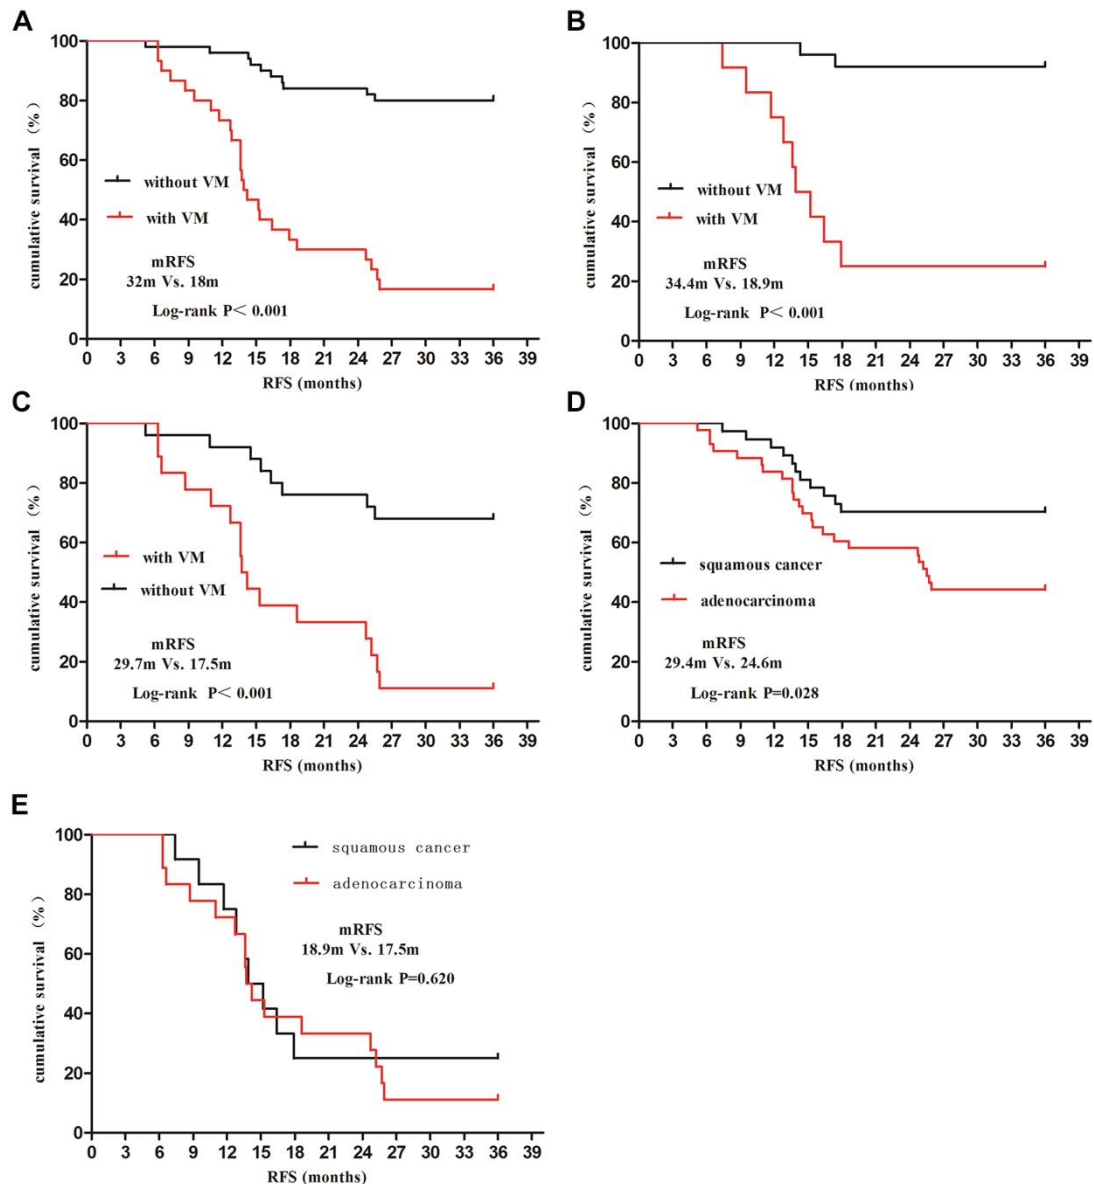 A
cumulative survival (%)
100
80
60
40
20
0
without VM
with VM
mRFS
32m Vs. 18m
Log-rank P< 0.001
0 3 6 9 12 15 18 21 24 27 30 33 36 39
RFS (months)
B
cumulative survival (%)
100
80
60
40
20
0
without VM
with VM
mRFS
34.4m Vs. 18.9m
Log-rank P< 0.001
0 3 6 9 12 15 18 21 24 27 30 33 36 39
RFS (months)
C
cumulative survival (%)
100
80
60
40
20
0
with VM
without VM
mRFS
29.7m Vs. 17.5m
Log-rank P< 0.001
0 3 6 9 12 15 18 21 24 27 30 33 36 39
RFS (months)
D
cumulative survival (%)
100
80
60
40
20
0
squamous cancer
adenocarcinoma
mRFS
29.4m Vs. 24.6m
Log-rank P=0.028
0 3 6 9 12 15 18 21 24 27 30 33 36 39
RFS (months)
E
cumulative survival (%)
100
80
60
40
20
0
squamous cancer
adenocarcinoma
mRFS
18.9m Vs. 17.5m
Log-rank P=0.620
0 3 6 9 12 15 18 21 24 27 30 33 36 39
RFS (months)